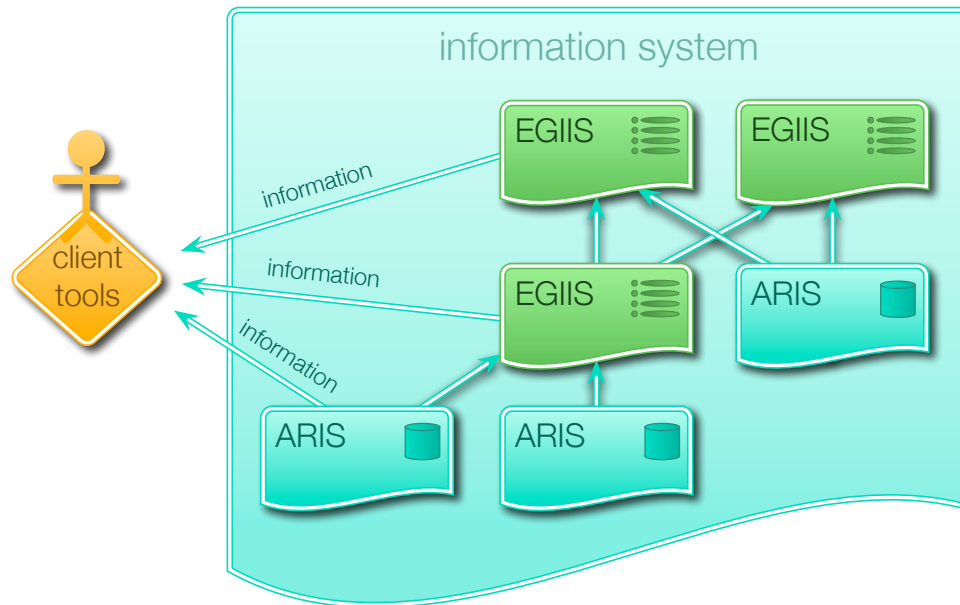 information system
EGIIS
EGIIS
information
client
tools
information
EGIIS
ARIS
information
ARIS
ARIS